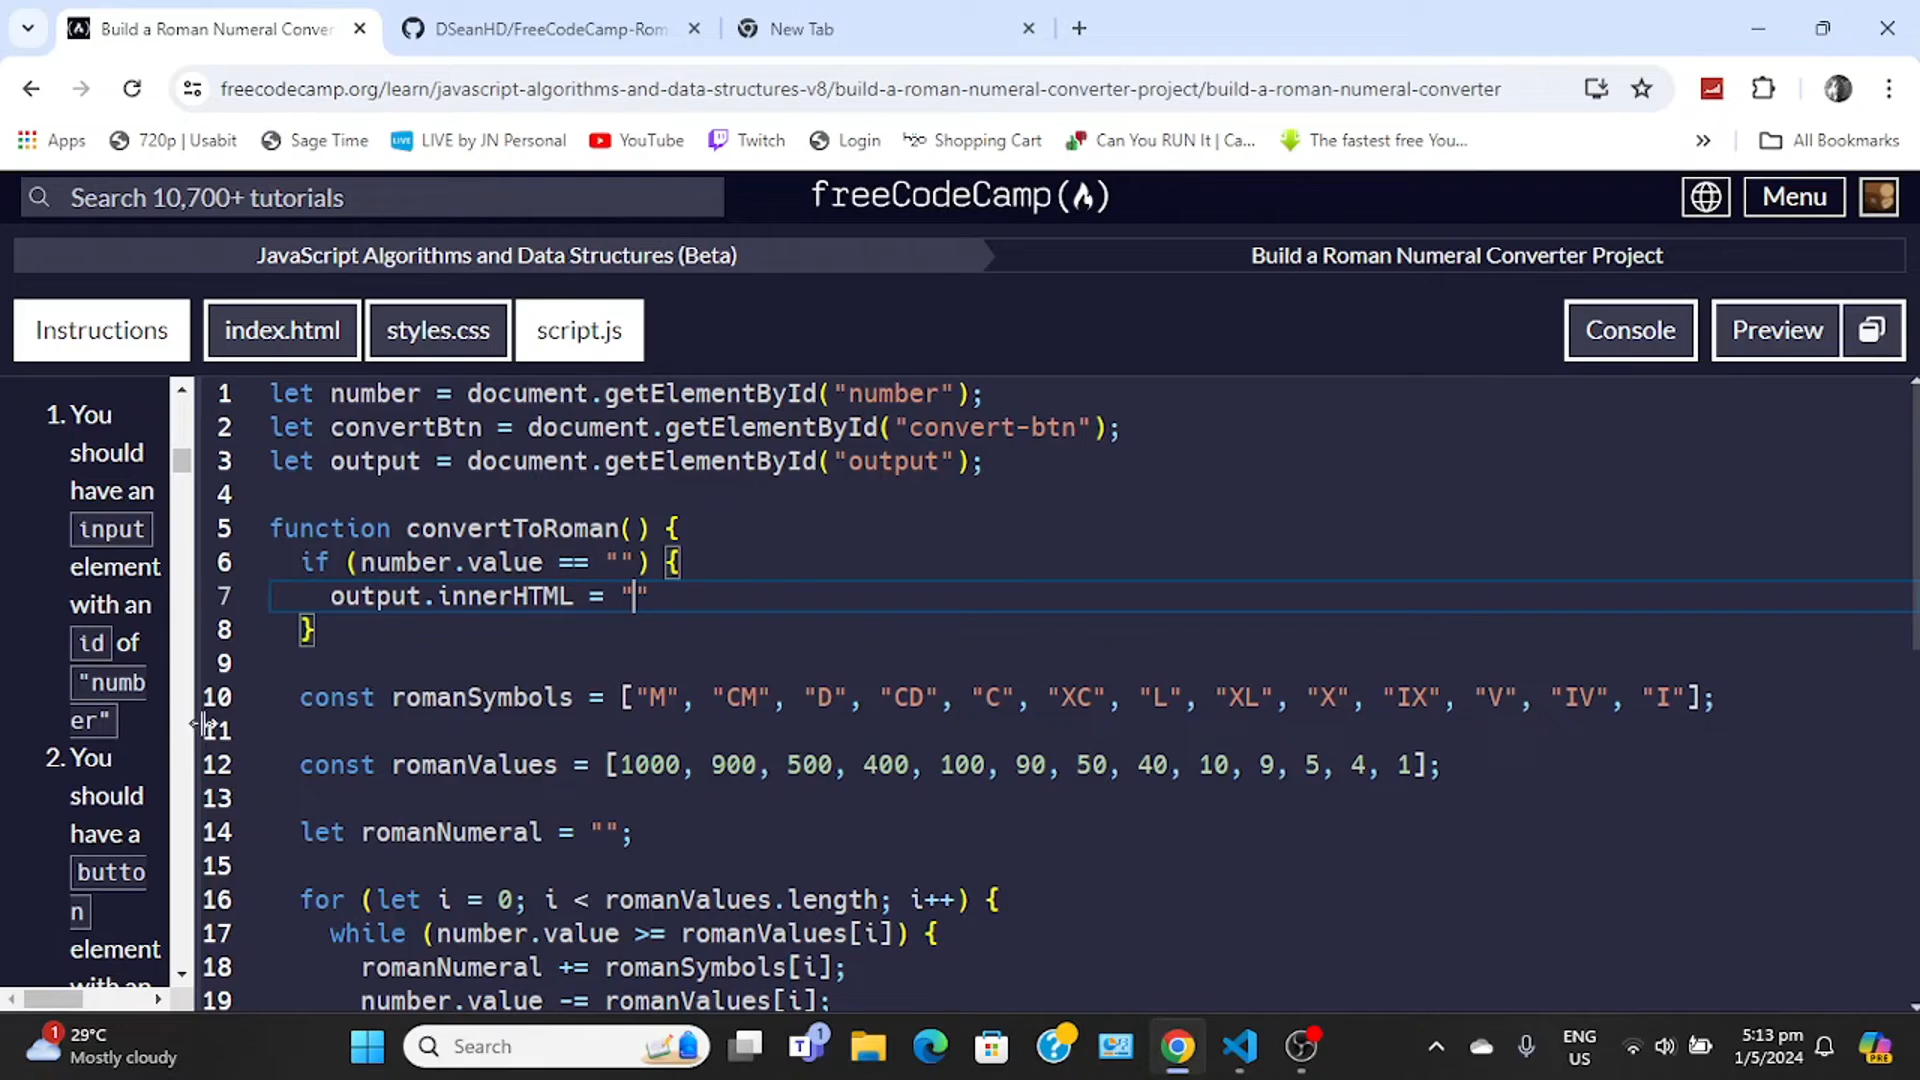 Build a Roman Numeral Conver
DSeanHD/FreeCodeCamp-Rom
New Tab
freecodecamp.org/learn/javascript-algorithms-and-data-structures-v8/build-a-roman-numeral-converter-project/build-a-roman-numeral-converter
Apps
720p | Usabit
Sage Time
LIVE by JN Personal
YouTube
Twitch
Login
Shopping Cart
Can You RUN It | Ca...
The fastest free You...
All Bookmarks
Search 10,700+ tutorials
freeCodeCamp
Menu
JavaScript Algorithms and Data Structures (Beta)
Build a Roman Numeral Converter Project
Instructions
index.html
styles.css
script.js
Console
Preview
1. You
should
have an
input
element
with an
id of
"numb
er"
2. You
should
have a
butto
n
element
with an
1 let number = document.getElementById("number");
2 let convertBtn = document.getElementById("convert-btn");
3 let output = document.getElementById("output");
4
5 function convertToRoman() {
6 if (number.value == "") {
7 output.innerHTML = ""
8 }
9
10 const romanSymbols = ["M", "CM", "D", "CD", "C", "XC", "L", "XL", "X", "IX", "V", "IV", "I"];
11
12 const romanValues = [1000, 900, 500, 400, 100, 90, 50, 40, 10, 9, 5, 4, 1];
13
14 let romanNumeral = "";
15
16 for (let i = 0; i < romanValues.length; i++) {
17 while (number.value >= romanValues[i]) {
18 romanNumeral += romanSymbols[i];
19 number.value -= romanValues[i];
1
29°C
Mostly cloudy
Search
1
ENG
US
5:13 pm
1/5/2024
PRE